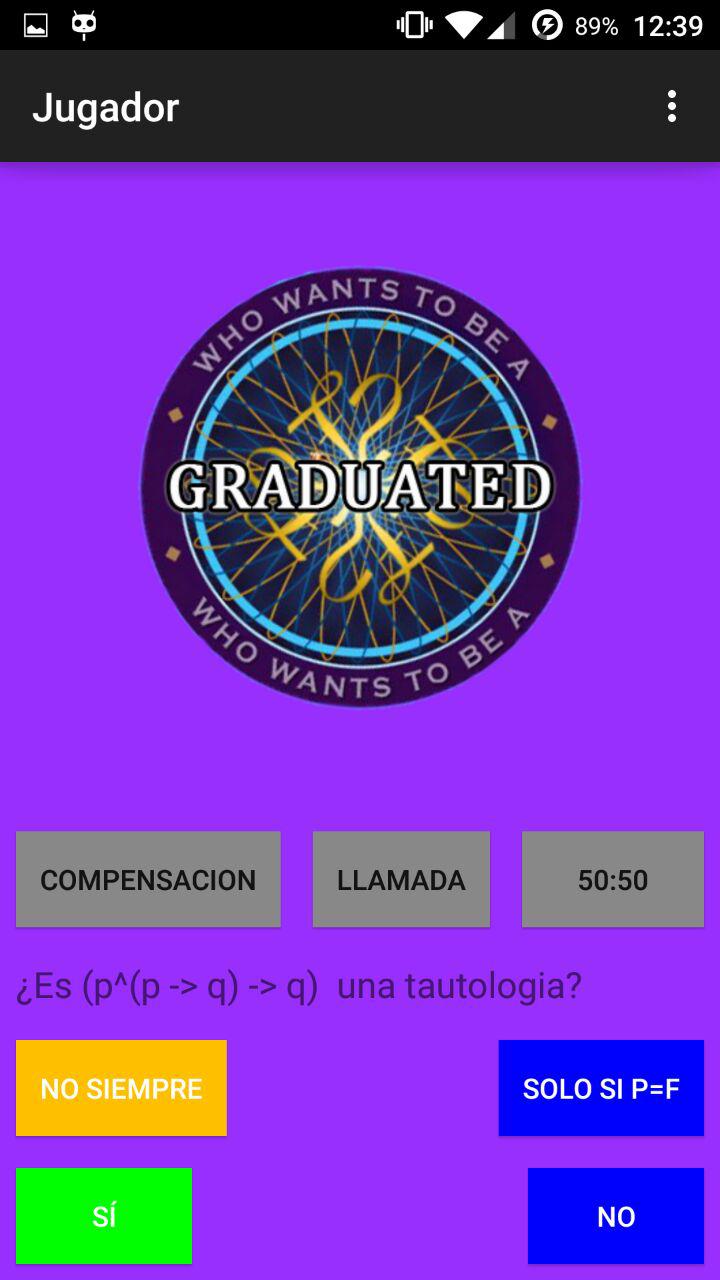 89% 12:39
Jugador
WHO WANTS TO BE A
GRADUATED
WHO WANTS TO BE A
COMPENSACION LLAMADA 50:50
¿Es (p^(p -> q) -> q)  una tautologia?
NO SIEMPRE SOLO SI P=F
SÍ NO